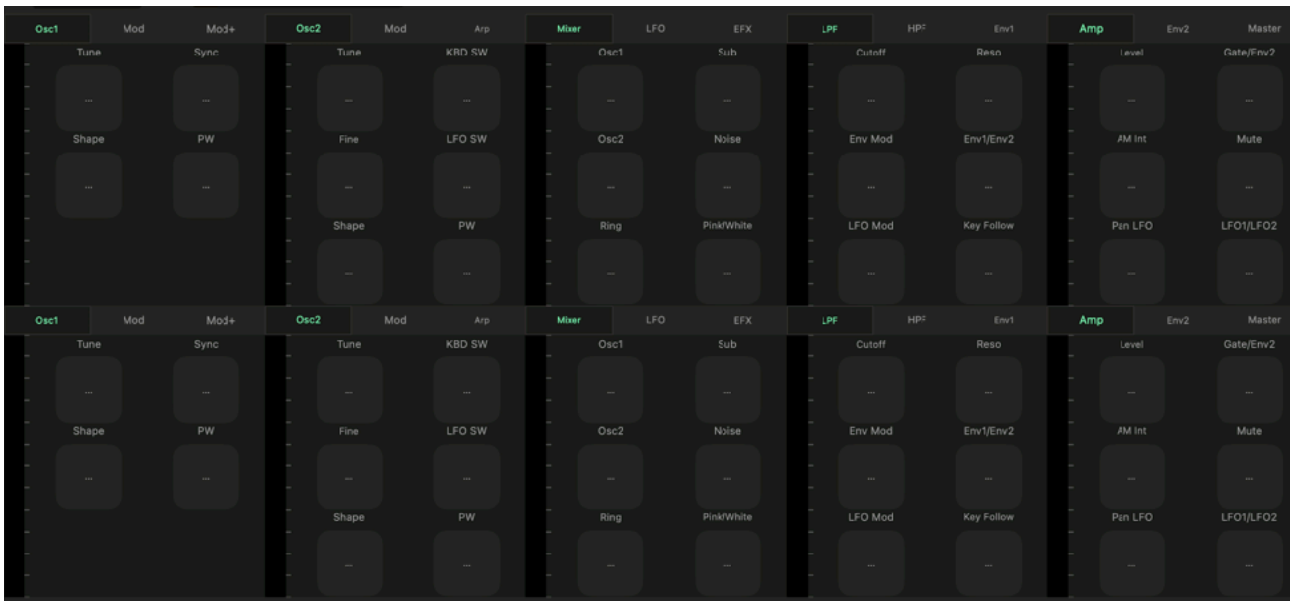 Osc1 Mod Mod+ Osc2 Mod Arp Mixer LFO EFX LPF HPF Env1 Amp Env2 Master
Tune Sync Tune KBD SW Osc1 Sub Cutoff Reso Level Gate/Env2
... ... ... ... ... ... ... ... ... ...
Shape PW Fine LFO SW Osc2 Noise Env Mod Env1/Env2 AM Int Mute
... ... ... ... ... ... ... ... ... ...
Shape PW Ring Pink/White LFO Mod Key Follow Pan LFO LFO1/LFO2
... ... ... ... ... ... ... ...
Osc1 Mod Mod+ Osc2 Mod Arp Mixer LFO EFX LPF HPF Env1 Amp Env2 Master
Tune Sync Tune KBD SW Osc1 Sub Cutoff Reso Level Gate/Env2
... ... ... ... ... ... ... ... ... ...
Shape PW Fine LFO SW Osc2 Noise Env Mod Env1/Env2 AM Int Mute
... ... ... ... ... ... ... ... ... ...
Shape PW Ring Pink/White LFO Mod Key Follow Pan LFO LFO1/LFO2
... ... ... ... ... ... ... ...